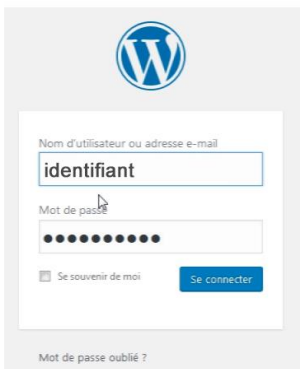 Nom d'utilisateur ou adresse e-mail
identifiant
Mot de passe
●●●●●●●●●●
Se souvenir de moi
Se connecter
Mot de passe oublié ?